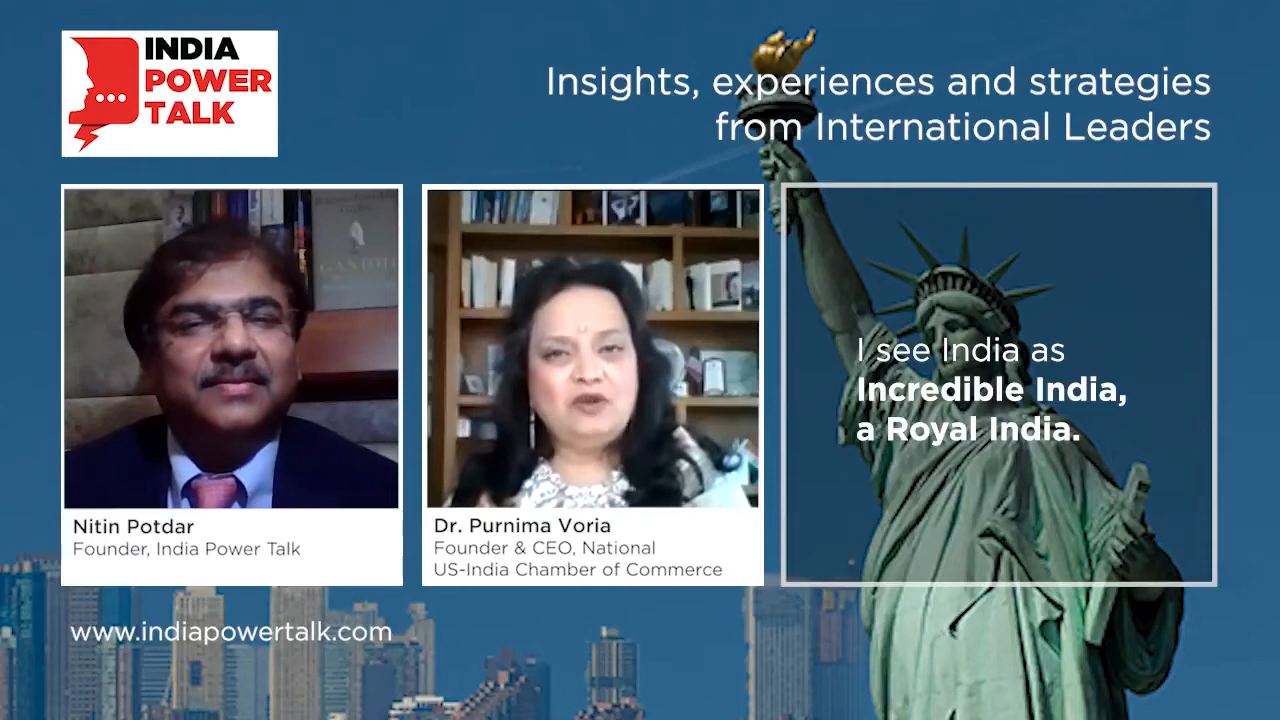 INDIA
POWER
TALK
Insights, experiences and strategies
from International Leaders
GANDHI
I see India as
Incredible India,
a Royal India.
Nitin Potdar
Founder, India Power Talk
Dr. Purnima Voria
Founder & CEO, National
US-India Chamber of Commerce
www.indiapowertalk.com